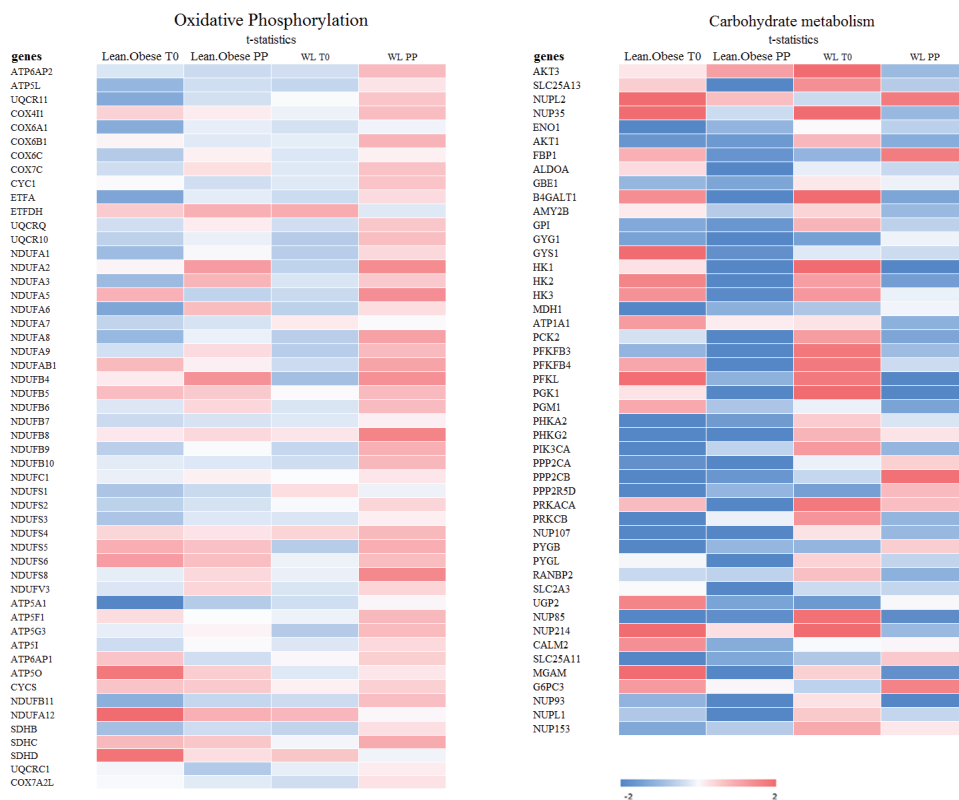 Oxidative Phosphorylation
t-statistics
genes Lean.Obese T0 Lean.Obese PP WL T0 WL PP
ATP6AP2
ATP5L
UQCR11
COX4I1
COX6A1
COX6B1
COX6C
COX7C
CYC1
ETFA
ETFDH
UQCRQ
UQCR10
NDUFA1
NDUFA2
NDUFA3
NDUFA5
NDUFA6
NDUFA7
NDUFA8
NDUFA9
NDUFAB1
NDUFB4
NDUFB5
NDUFB6
NDUFB7
NDUFB8
NDUFB9
NDUFB10
NDUFC1
NDUFS1
NDUFS2
NDUFS3
NDUFS4
NDUFS5
NDUFS6
NDUFS8
NDUFV3
ATP5A1
ATP5F1
ATP5G3
ATP5I
ATP6AP1
ATP5O
CYCS
NDUFB11
NDUFA12
SDHB
SDHC
SDHD
UQCRC1
COX7A2L
Carbohydrate metabolism
t-statistics
genes Lean.Obese T0 Lean.Obese PP WL T0 WL PP
AKT3
SLC25A13
NUPL2
NUP35
ENO1
AKT1
FBP1
ALDOA
GBE1
B4GALT1
AMY2B
GPI
GYG1
GYS1
HK1
HK2
HK3
MDH1
ATP1A1
PCK2
PFKFB3
PFKFB4
PFKL
PGK1
PGM1
PHKA2
PHKG2
PIK3CA
PPP2CA
PPP2CB
PPP2R5D
PRKACA
PRKCB
NUP107
PYGB
PYGL
RANBP2
SLC2A3
UGP2
NUP85
NUP214
CALM2
SLC25A11
MGAM
G6PC3
NUP93
NUPL1
NUP153
-2 2